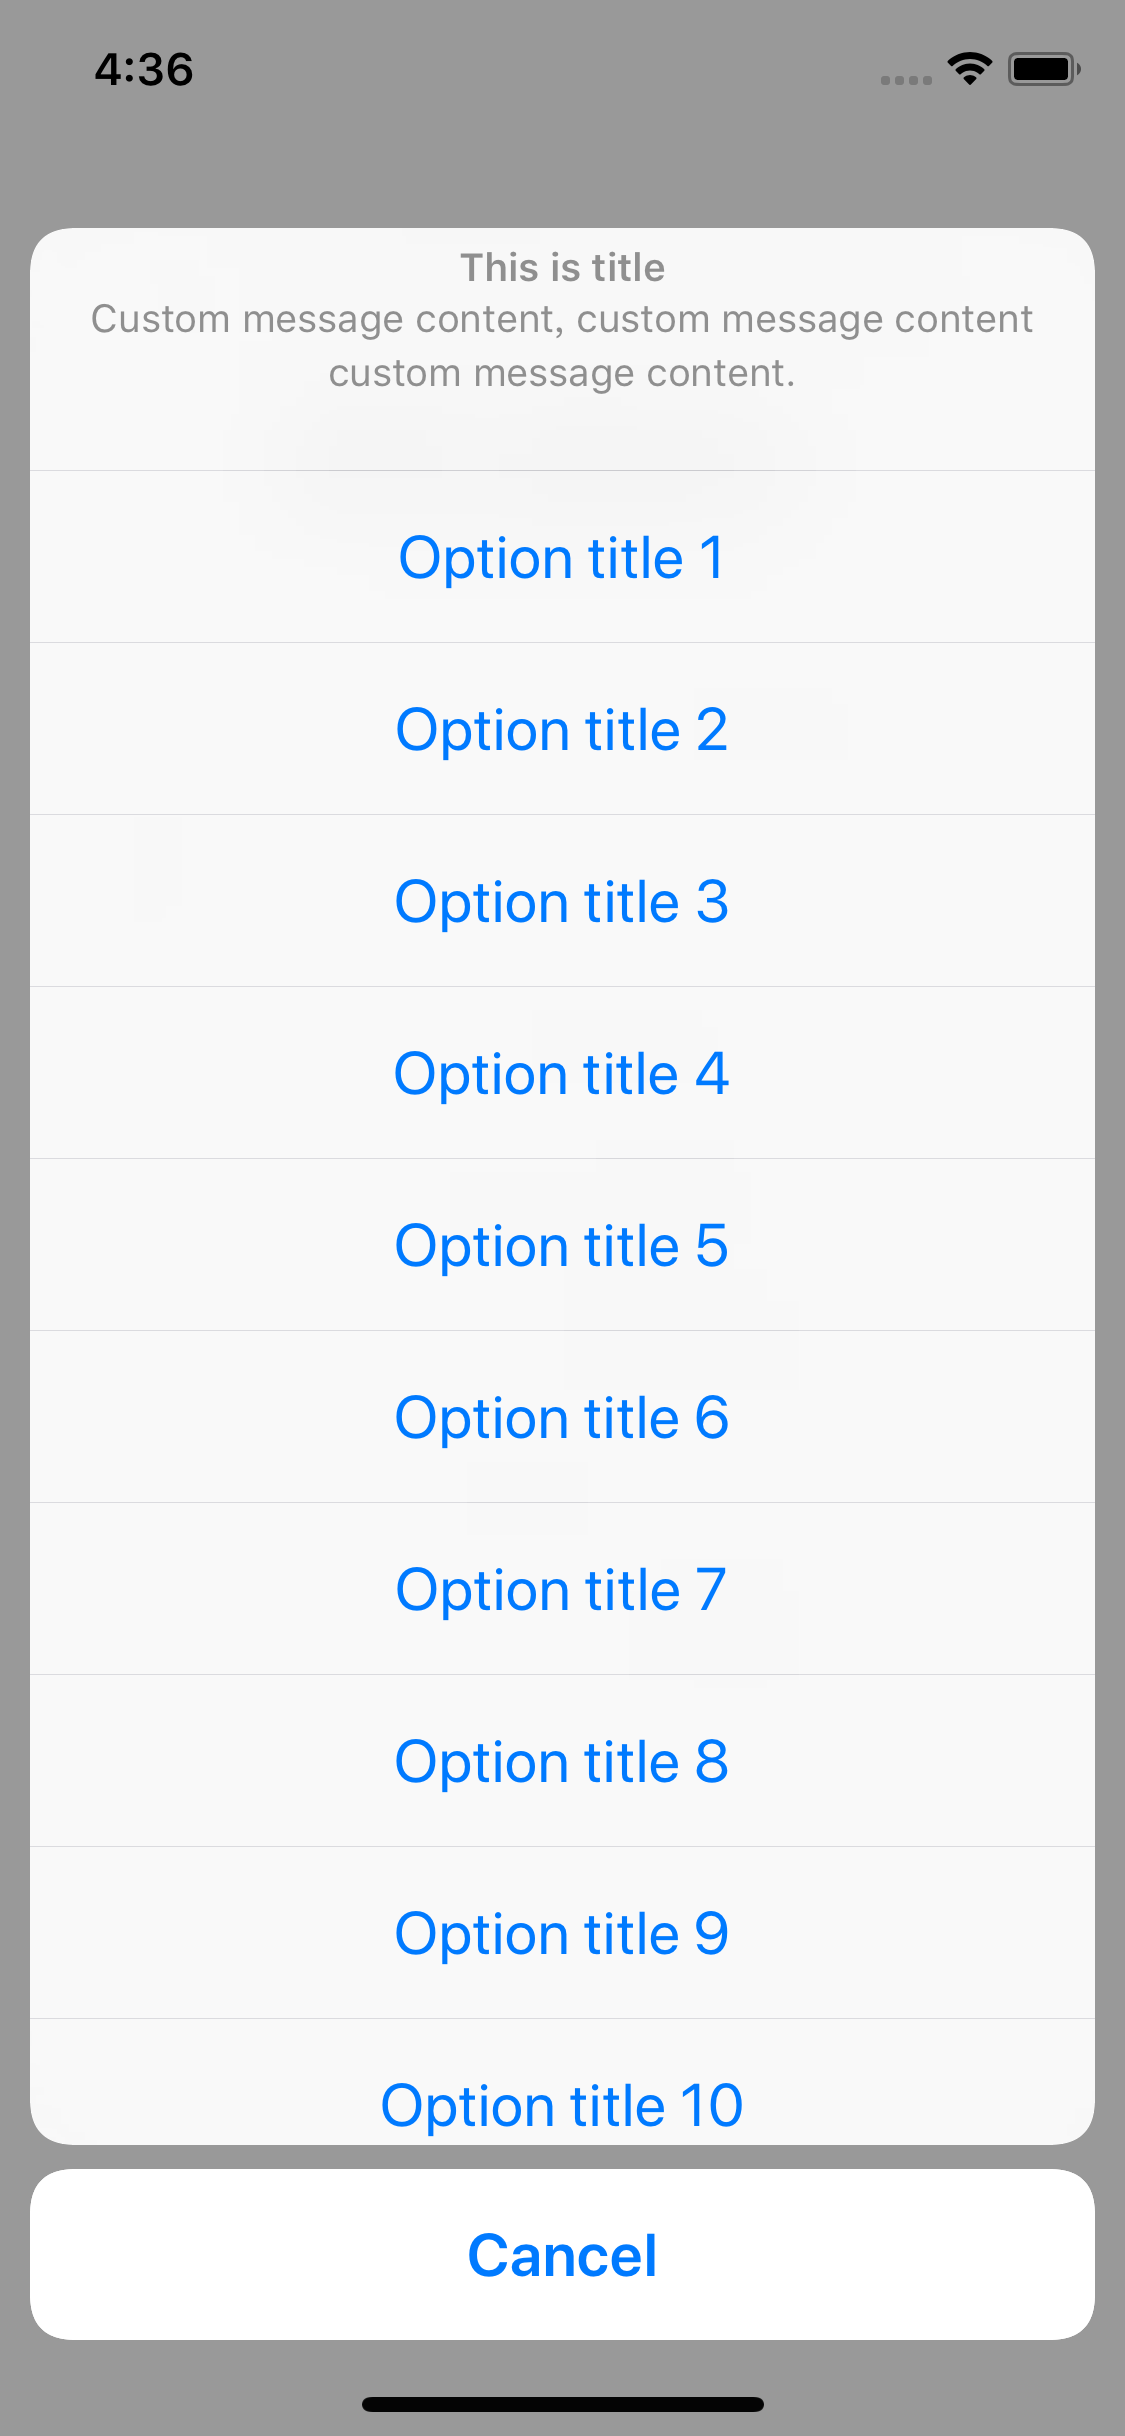 4:36
This is title
Custom message content, custom message content
custom message content.
Option title 1
Option title 2
Option title 3
Option title 4
Option title 5
Option title 6
Option title 7
Option title 8
Option title 9
Option title 10
Cancel